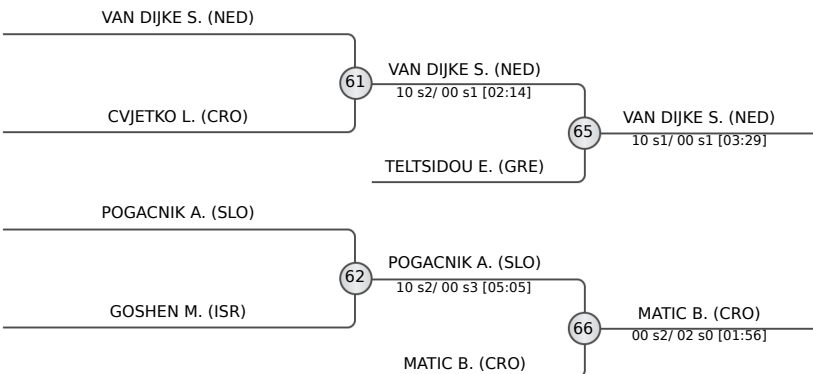 VAN DIJKE S. (NED)
61
VAN DIJKE S. (NED)
10 s2/ 00 s1 [02:14]
CVJETKO L. (CRO)
65
VAN DIJKE S. (NED)
10 s1/ 00 s1 [03:29]
TELTSIDOU E. (GRE)
POGACNIK A. (SLO)
62
POGACNIK A. (SLO)
10 s2/ 00 s3 [05:05]
GOSHEN M. (ISR)
66
MATIC B. (CRO)
00 s2/ 02 s0 [01:56]
MATIC B. (CRO)